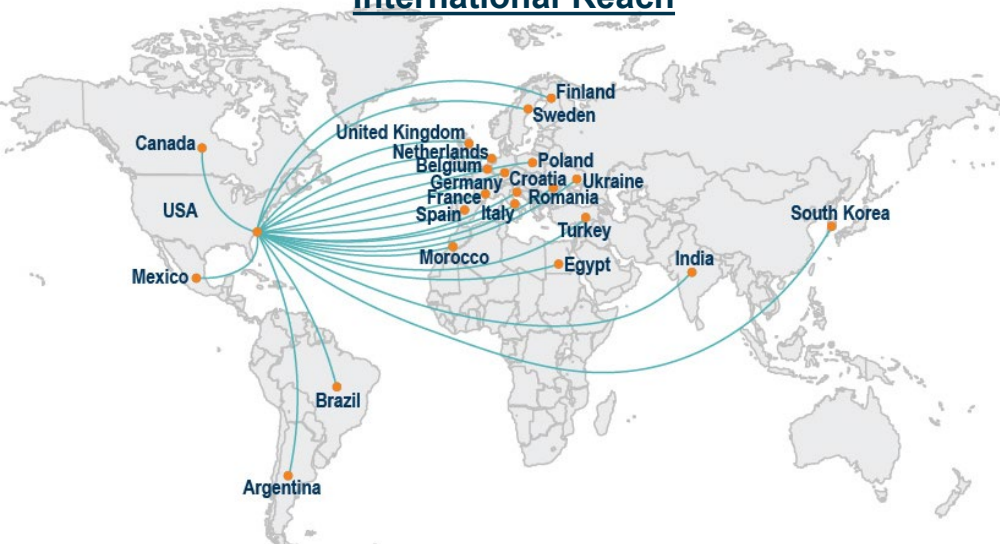 International Reach
Finland
Sweden
United Kingdom
Canada
Netherlands
Poland
Belgium
Germany
Croatia
Ukraine
France
Romania
USA
Spain
Italy
South Korea
Turkey
Morocco
Egypt
India
Mexico
Brazil
Argentina